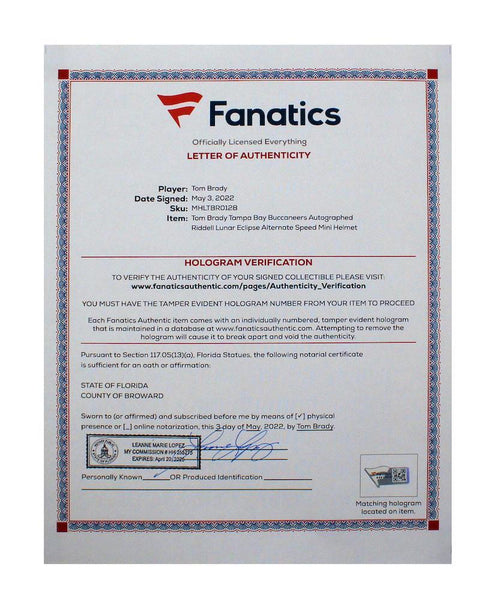 Fanatics
Officially Licensed Everything
LETTER OF AUTHENTICITY
Player: Tom Brady
Date Signed: May 3, 2022
Sku: MHLTBR0128
Item: Tom Brady Tampa Bay Buccaneers Autographed
Riddell Lunar Eclipse Alternate Speed Mini Helmet
HOLOGRAM VERIFICATION
TO VERIFY THE AUTHENTICITY OF YOUR SIGNED COLLECTIBLE PLEASE VISIT:
www.fanaticsauthentic.com/pages/Authenticity_Verification
YOU MUST HAVE THE TAMPER EVIDENT HOLOGRAM NUMBER FROM YOUR ITEM TO PROCEED
Each Fanatics Authentic item comes with an individually numbered, tamper evident hologram
that is maintained in a database at www.fanaticsauthentic.com. Attempting to remove the
hologram will cause it to break apart and void the authenticity.
Pursuant to Section 117.05(13)(a), Florida Statues, the following notarial certificate
is sufficient for an oath or affirmation:
STATE OF FLORIDA
COUNTY OF BROWARD
Sworn to (or affirmed) and subscribed before me by means of [✓] physical
presence or [_] online notarization, this 3 day of May, 2022, by Tom Brady.
LEANNE MARIE LOPEZ
MY COMMISSION # HH
EXPIRES: April
Personally Known____OR Produced Identification ____
Matching hologram
located on item.